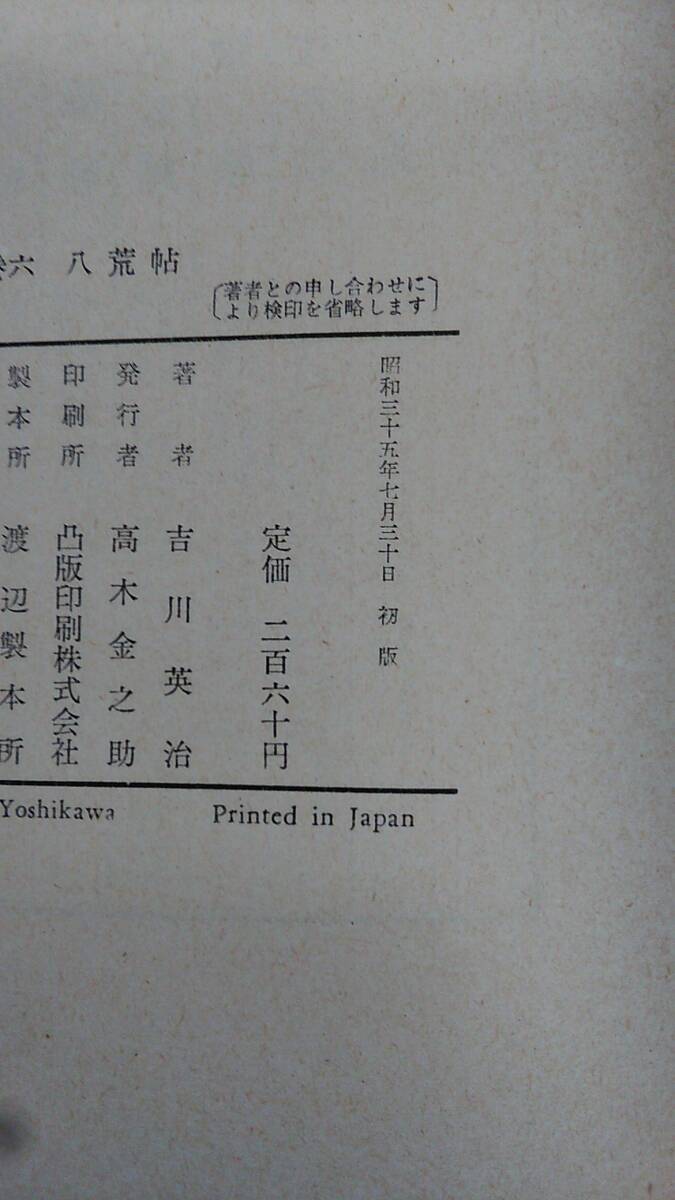 六 八荒帖
著者との申し合わせに
より検印を省略します
昭和三十五年七月三十日 初版
定価 二百六十円
著者 吉川英治
発行者 高木金之助
印刷所 凸版印刷株式会社
製本所 渡辺製本所
Yoshikawa Printed in Japan